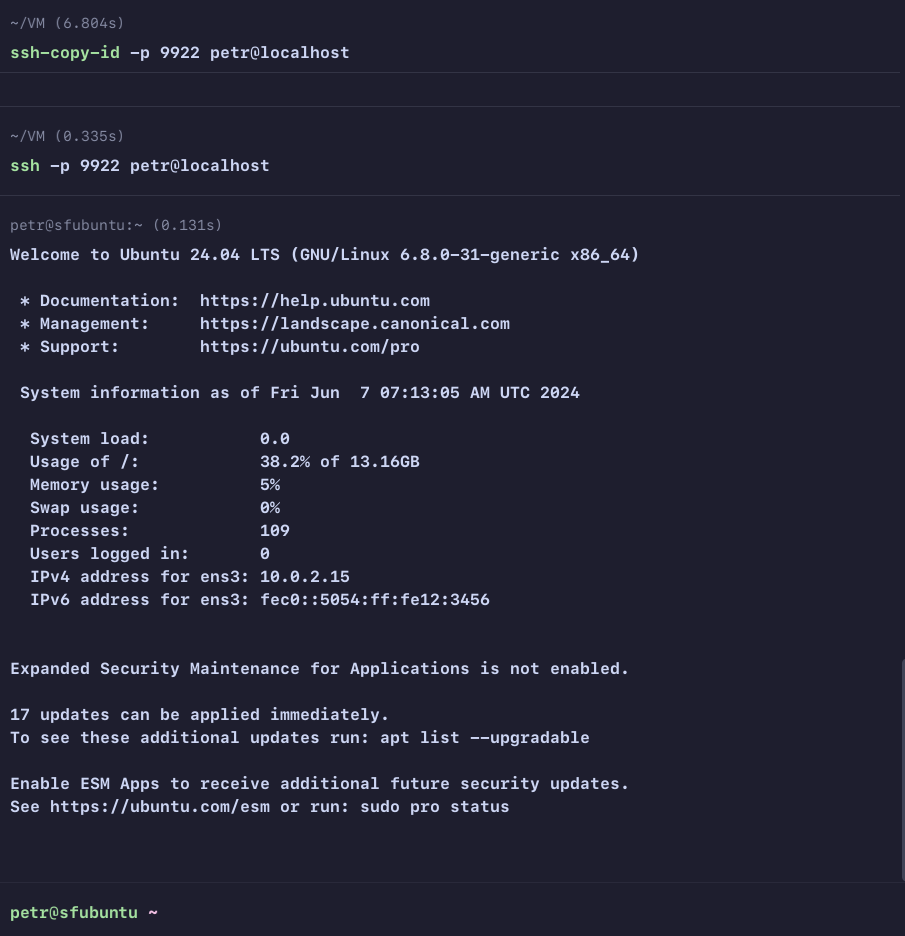 ~/VM (6.804s)
ssh-copy-id -p 9922 petr@localhost
~/VM (0.335s)
ssh -p 9922 petr@localhost
petr@sfubuntu:~ (0.131s)
Welcome to Ubuntu 24.04 LTS (GNU/Linux 6.8.0-31-generic x86_64)
* Documentation:  https://help.ubuntu.com
* Management:     https://landscape.canonical.com
* Support:        https://ubuntu.com/pro
System information as of Fri Jun  7 07:13:05 AM UTC 2024
System load:           0.0
Usage of /:            38.2% of 13.16GB
Memory usage:          5%
Swap usage:            0%
Processes:             109
Users logged in:       0
IPv4 address for ens3: 10.0.2.15
IPv6 address for ens3: fec0::5054:ff:fe12:3456
Expanded Security Maintenance for Applications is not enabled.
17 updates can be applied immediately.
To see these additional updates run: apt list --upgradable
Enable ESM Apps to receive additional future security updates.
See https://ubuntu.com/esm or run: sudo pro status
petr@sfubuntu ~